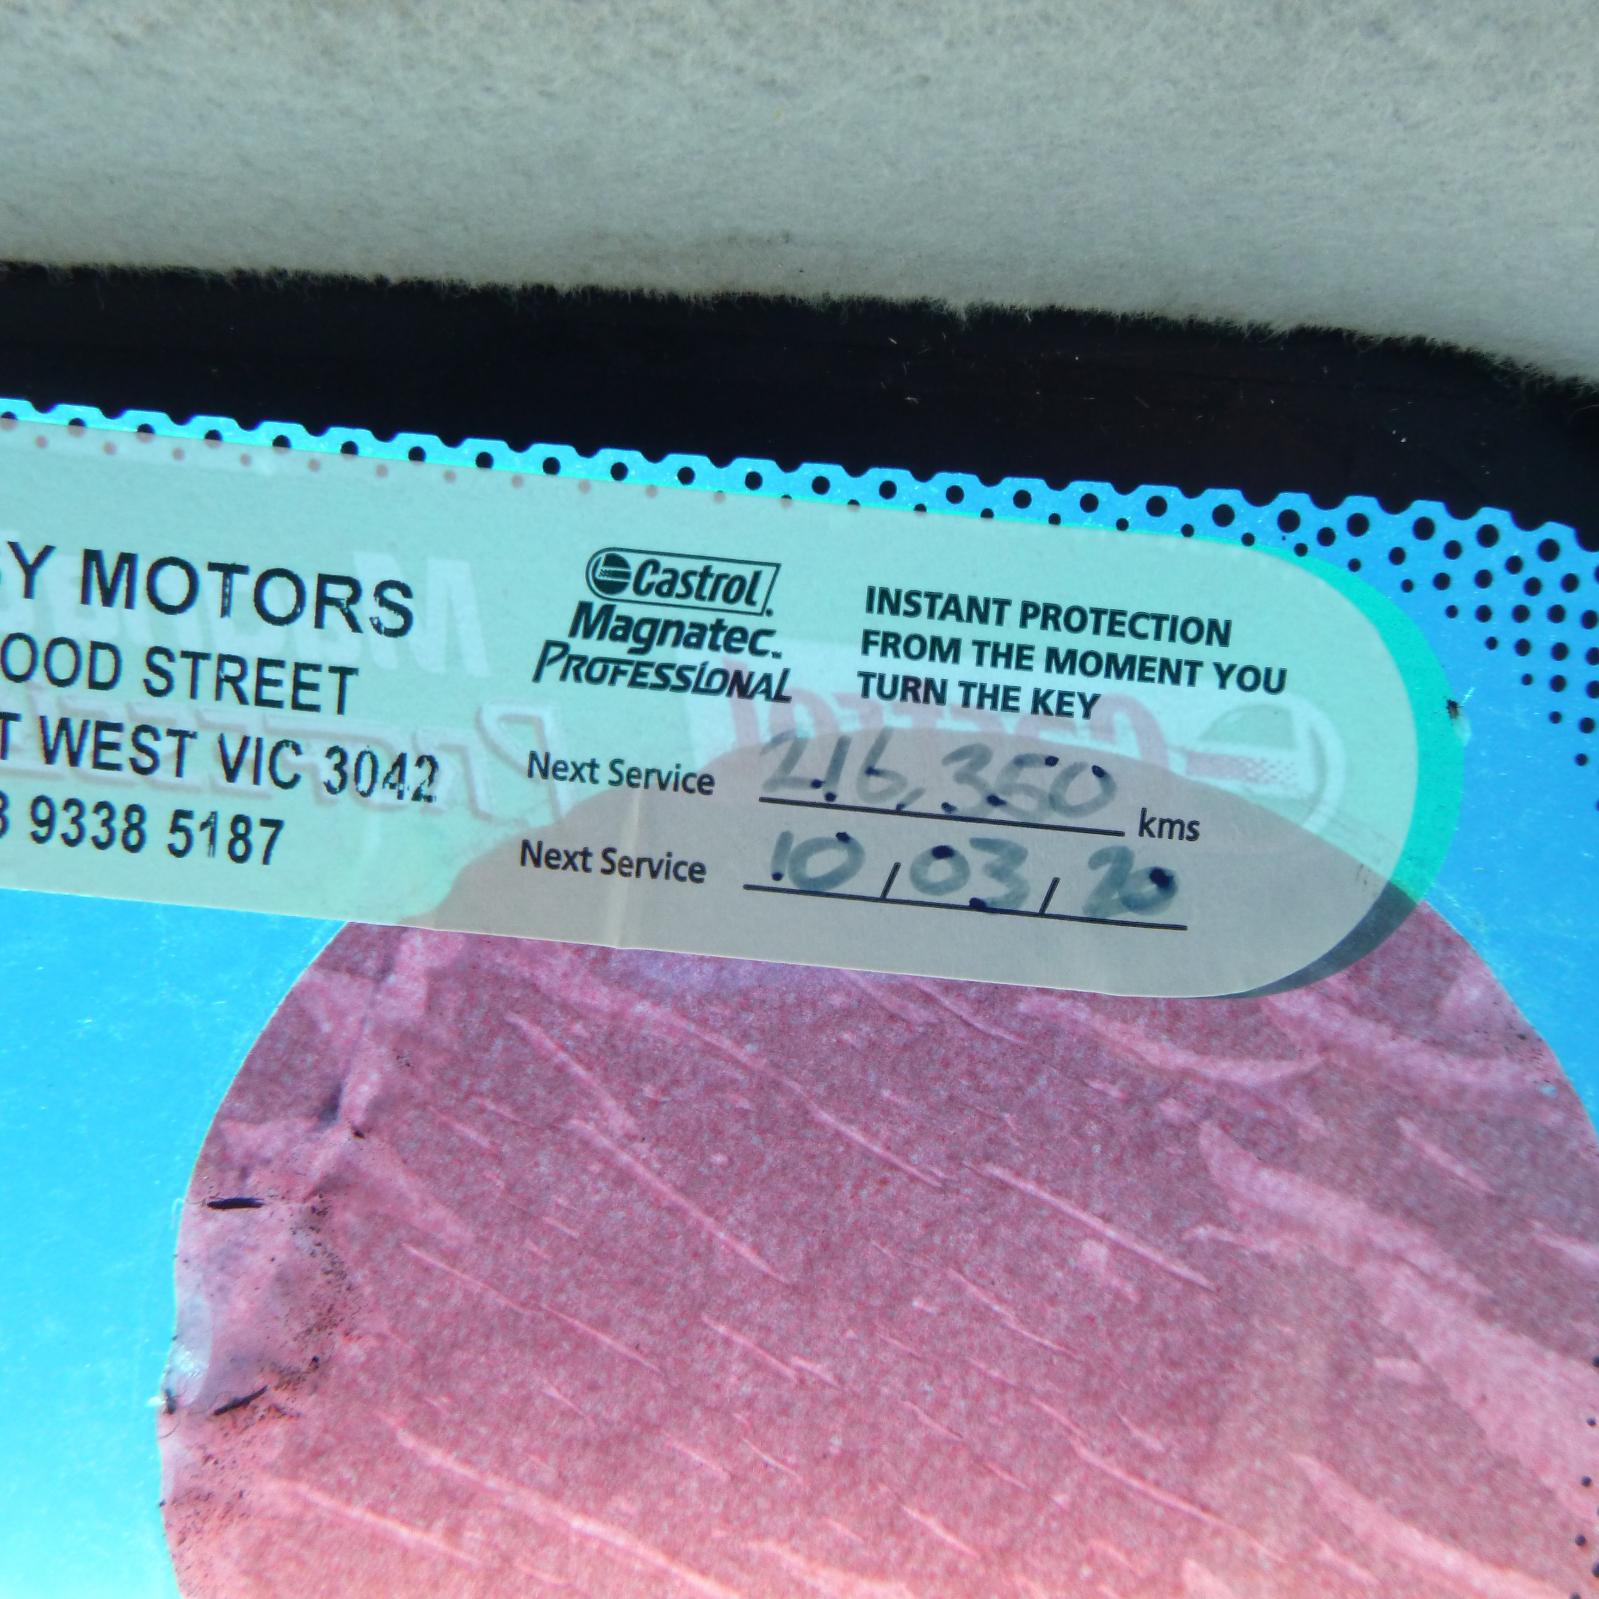 Y MOTORS
OOD STREET
T WEST VIC 3042
9338 5187
Castrol
Magnatec
PROFESSIONAL
INSTANT PROTECTION
FROM THE MOMENT YOU
TURN THE KEY
Next Service 216,350 kms
Next Service 10/03/20